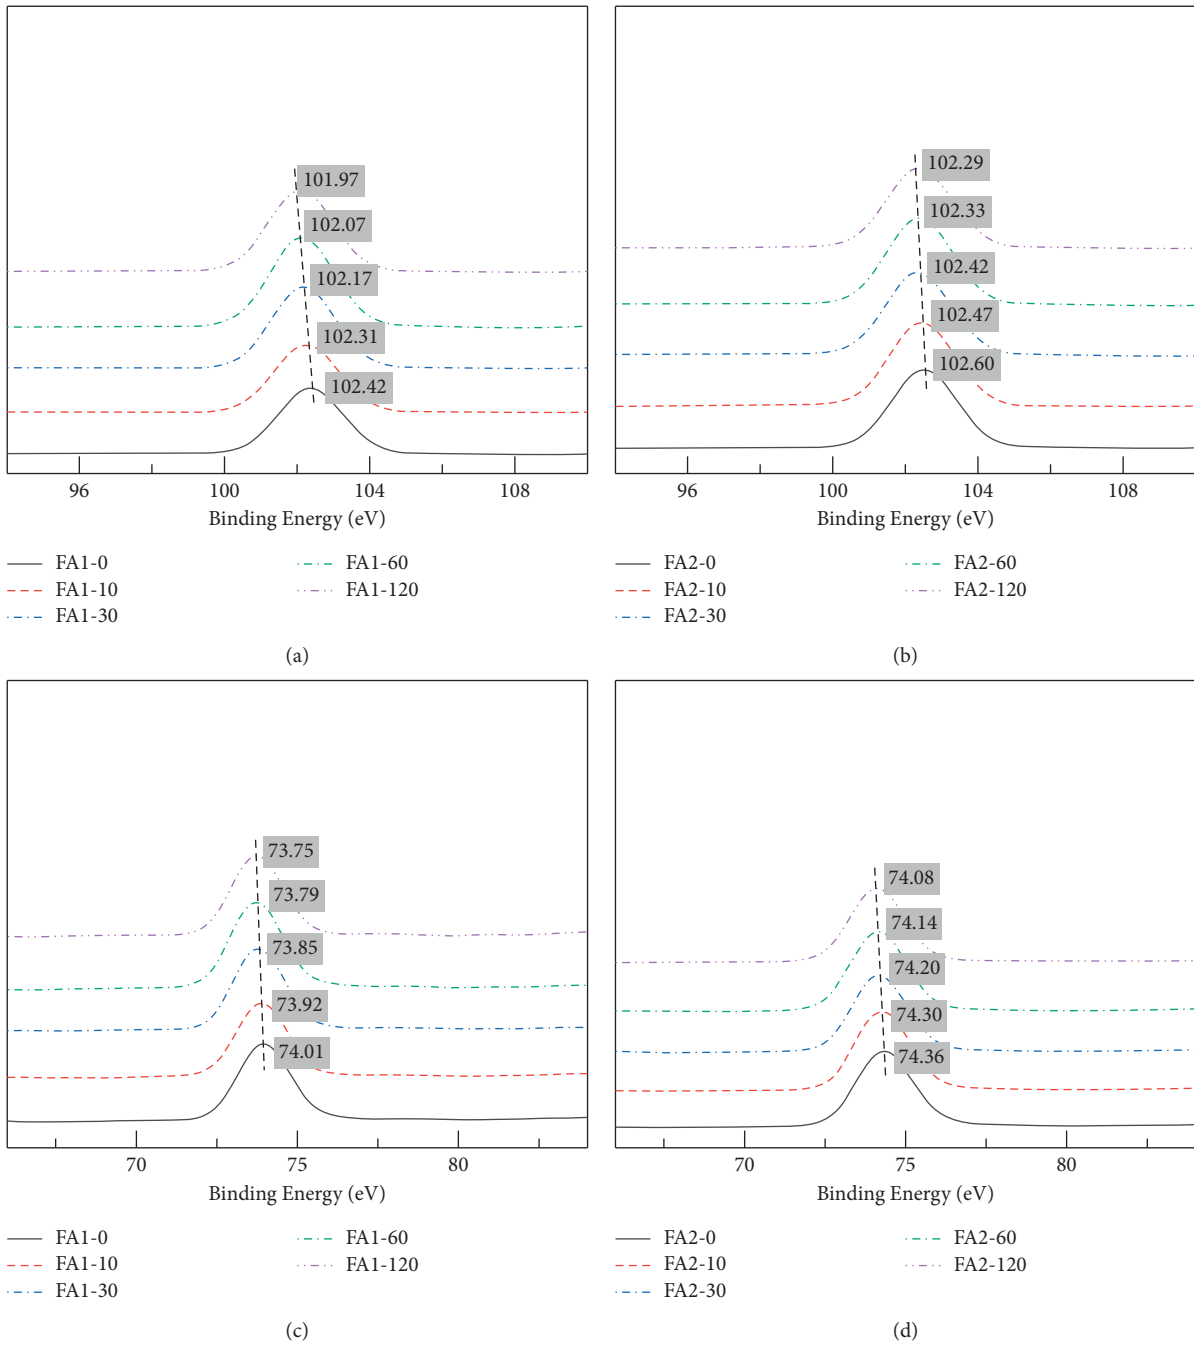 101.97
102.07
102.17
102.31
102.42
96 100 104 108
Binding Energy (eV)
FA1-0 FA1-60
FA1-10 FA1-120
FA1-30
(a)
102.29
102.33
102.42
102.47
102.60
96 100 104 108
Binding Energy (eV)
FA2-0 FA2-60
FA2-10 FA2-120
FA2-30
(b)
73.75
73.79
73.85
73.92
74.01
70 75 80
Binding Energy (eV)
FA1-0 FA1-60
FA1-10 FA1-120
FA1-30
(c)
74.08
74.14
74.20
74.30
74.36
70 75 80
Binding Energy (eV)
FA2-0 FA2-60
FA2-10 FA2-120
FA2-30
(d)